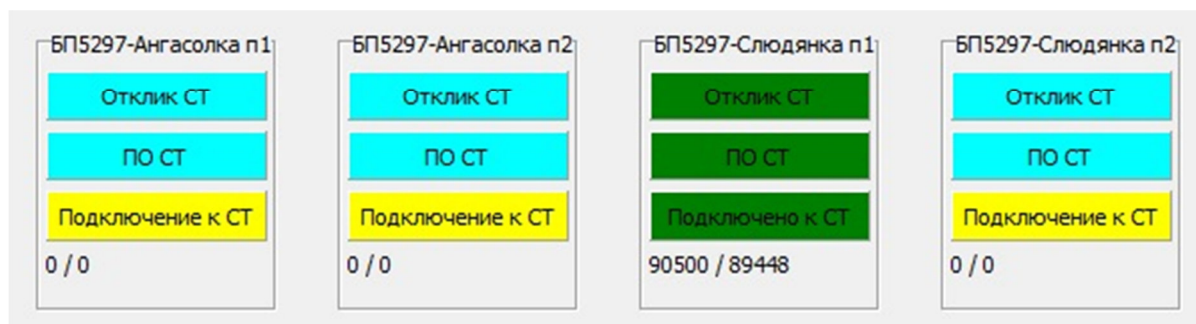 БП5297-Ангасолка п1
Отклик СТ
ПО СТ
Подключение к СТ
0 / 0
БП5297-Ангасолка п2
Отклик СТ
ПО СТ
Подключение к СТ
0 / 0
БП5297-Слюдянка п1
Отклик СТ
ПО СТ
Подключено к СТ
90500 / 89448
БП5297-Слюдянка п2
Отклик СТ
ПО СТ
Подключение к СТ
0 / 0